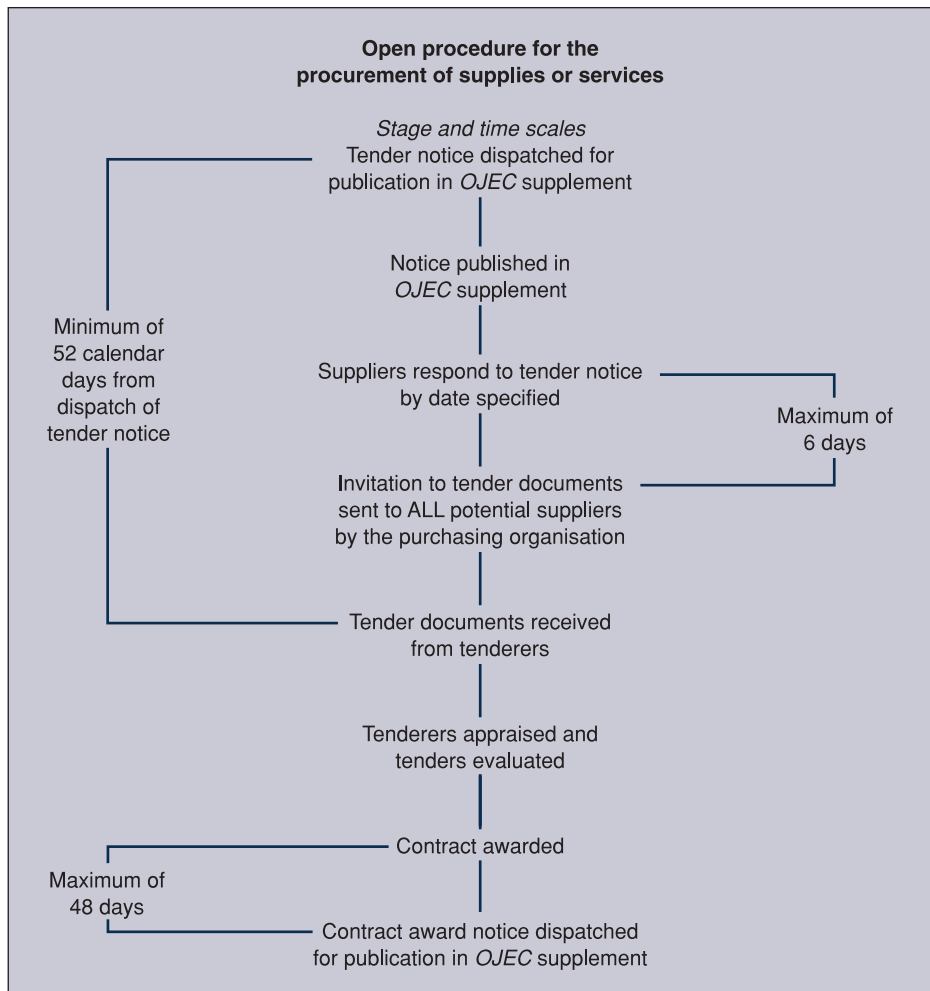 Open procedure for the
procurement of supplies or services
Stage and time scales
Tender notice dispatched for
publication in OJEC supplement
Notice published in
OJEC supplement
Minimum of
52 calendar
days from
dispatch of
tender notice
Suppliers respond to tender notice
by date specified
Maximum of
6 days
Invitation to tender documents
sent to ALL potential suppliers
by the purchasing organisation
Tender documents received
from tenderers
Tenderers appraised and
tenders evaluated
Contract awarded
Maximum of
48 days
Contract award notice dispatched
for publication in OJEC supplement